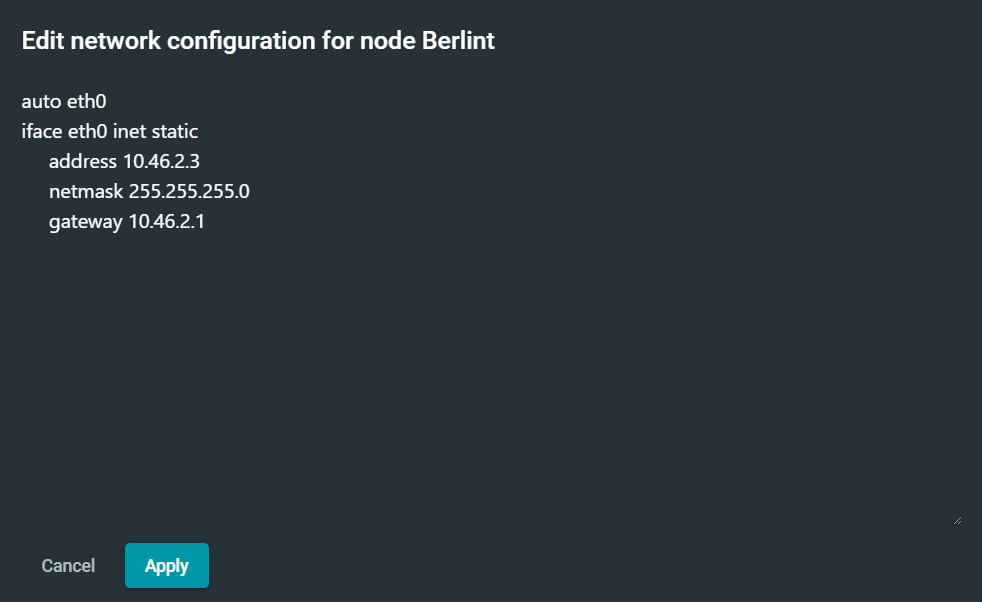 Edit network configuration for node Berlint
auto eth0
iface eth0 inet static
address 10.46.2.3
netmask 255.255.255.0
gateway 10.46.2.1
Cancel
Apply